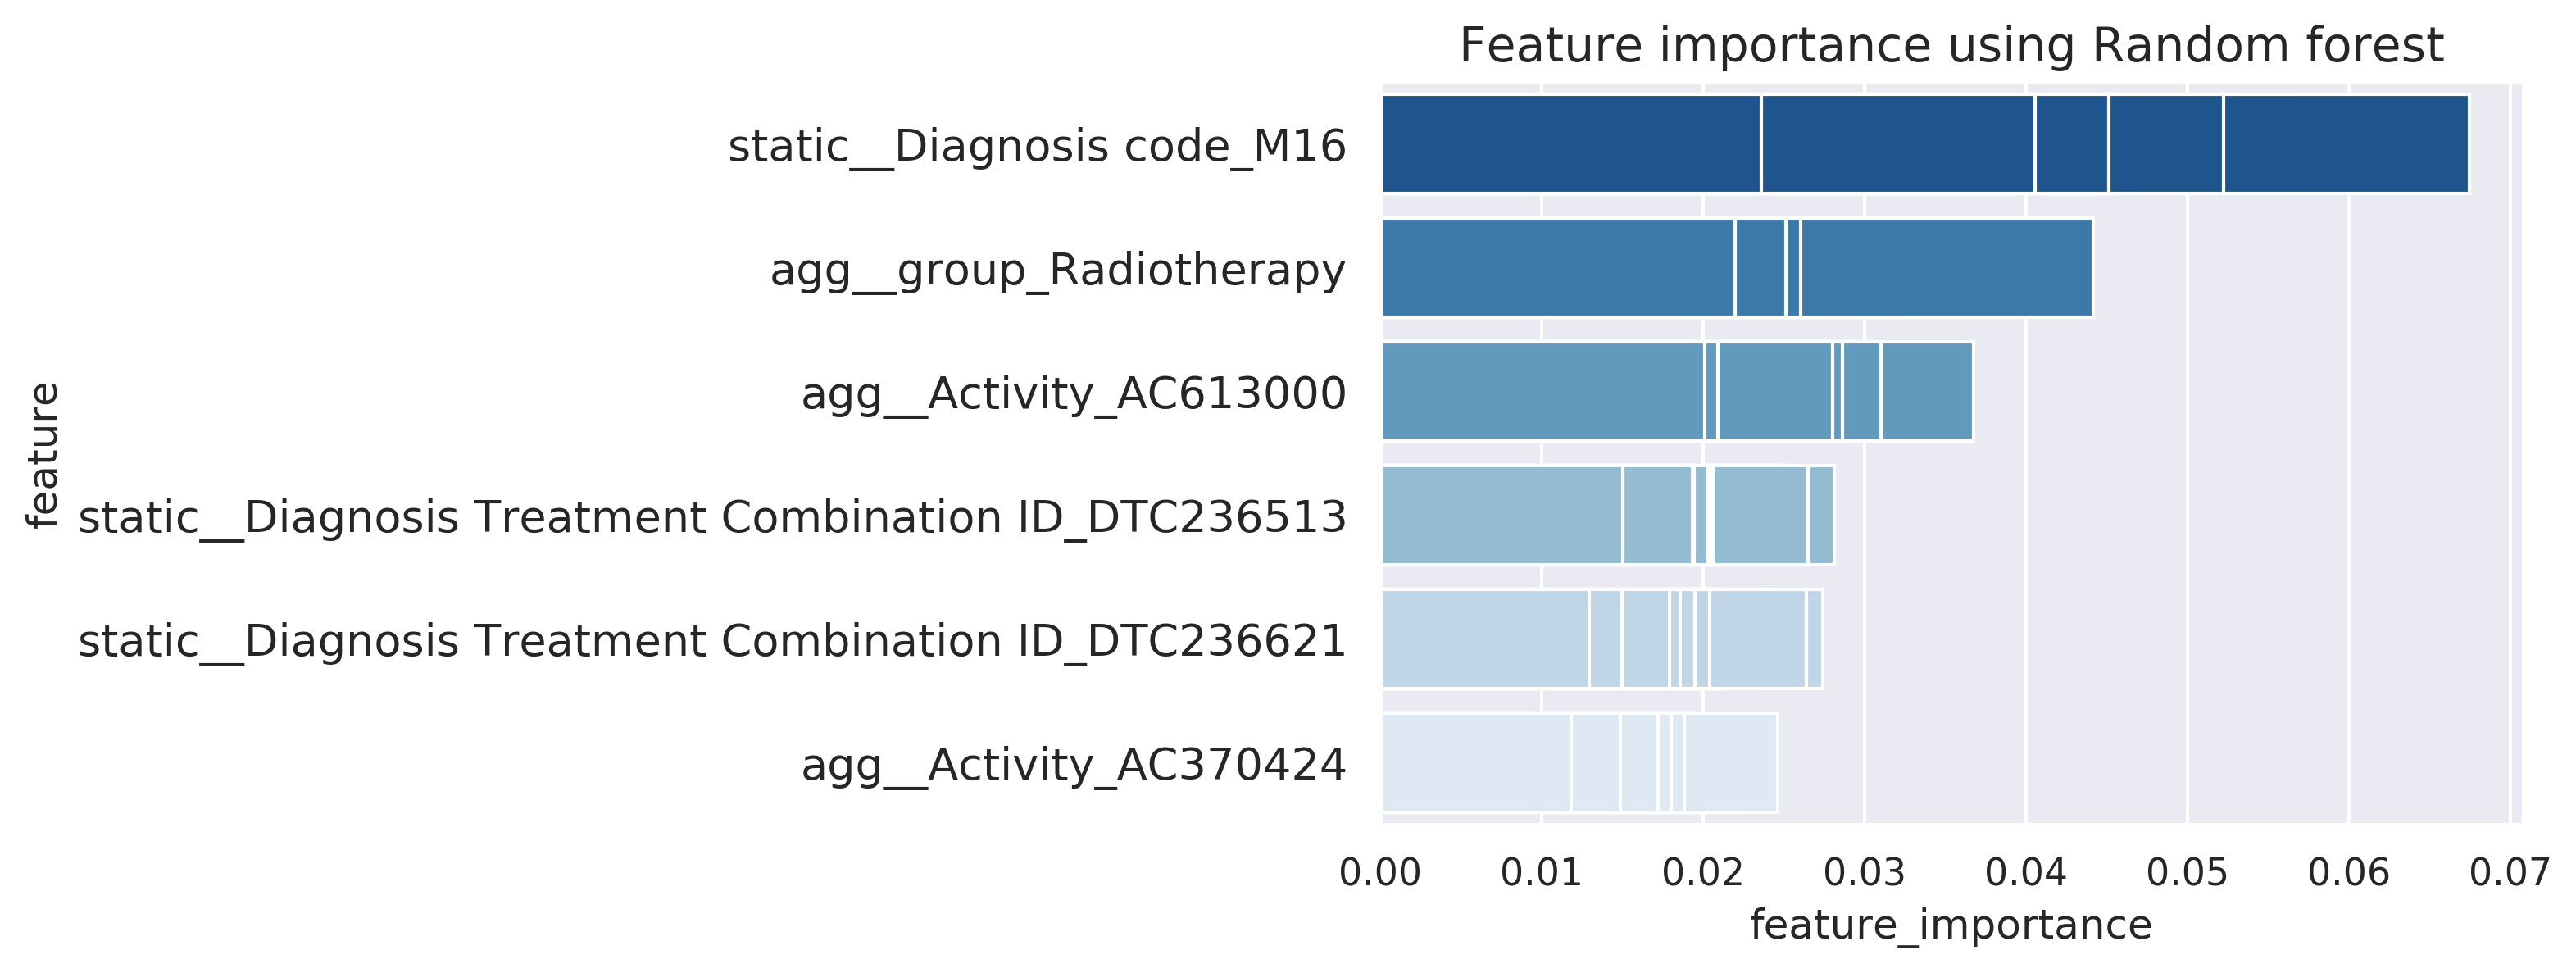 Feature importance using Random forest
feature
static__Diagnosis code_M16
agg__group_Radiotherapy
agg__Activity_AC613000
static__Diagnosis Treatment Combination ID_DTC236513
static__Diagnosis Treatment Combination ID_DTC236621
agg__Activity_AC370424
0.00 0.01 0.02 0.03 0.04 0.05 0.06 0.07
feature_importance